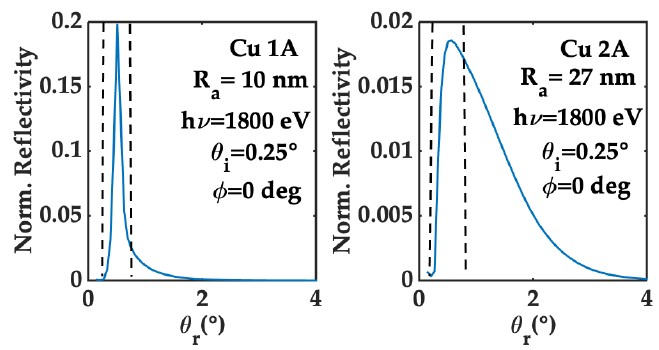 Norm. Reflectivity
0.2
0.15
0.1
0.05
0
0
2
4
θr(°)
Cu 1A
Ra= 10 nm
hν=1800 eV
θi=0.25°
ϕ=0 deg
Norm. Reflectivity
0.02
0.015
0.01
0.005
0
0
2
4
θr(°)
Cu 2A
Ra= 27 nm
hν=1800 eV
θi=0.25°
ϕ=0 deg